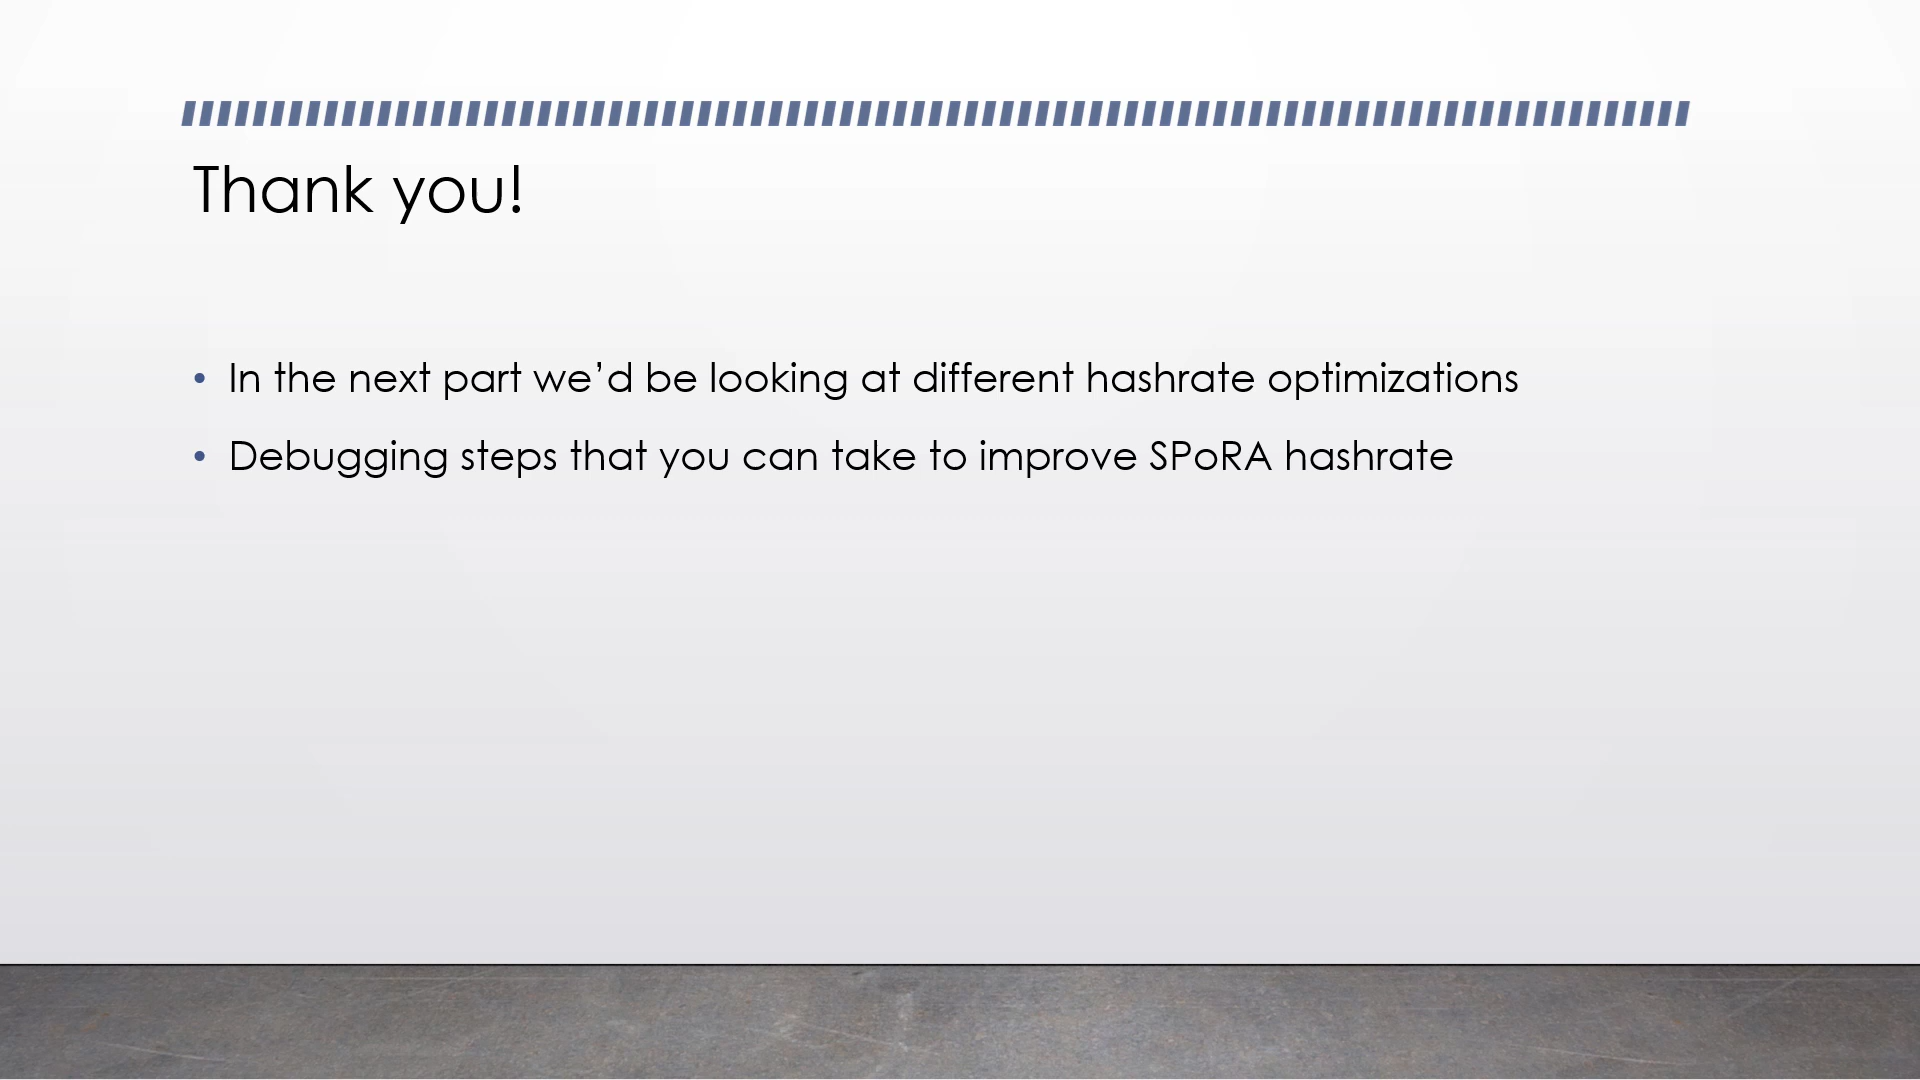 Thank you!
• In the next part we’d be looking at different hashrate optimizations
• Debugging steps that you can take to improve SPoRA hashrate